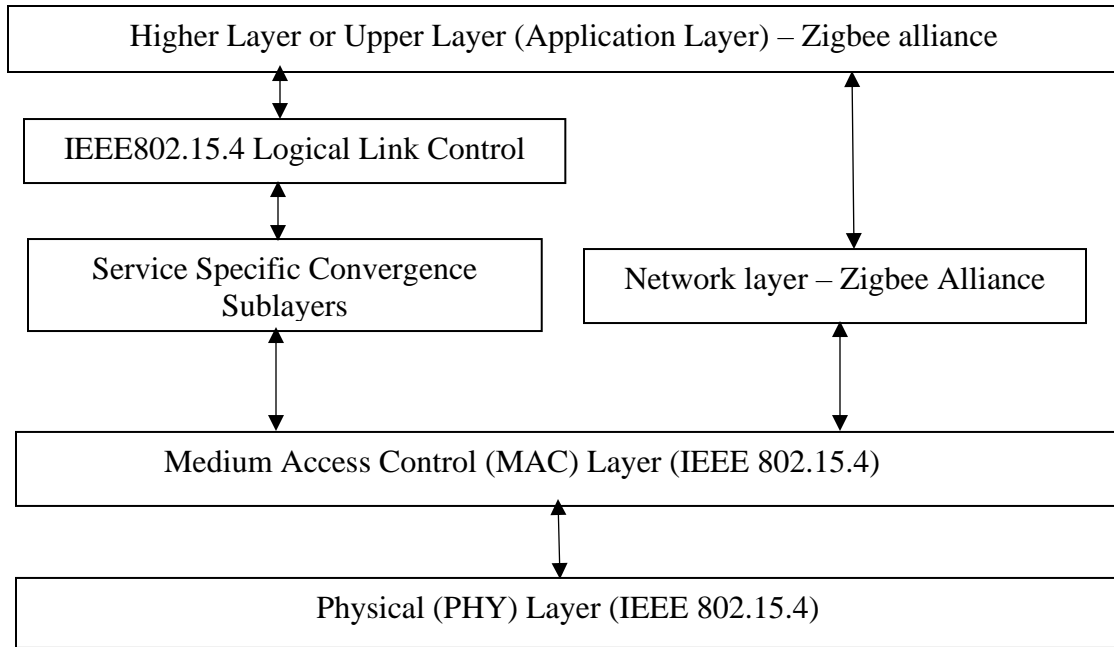 Higher Layer or Upper Layer (Application Layer) – Zigbee alliance
IEEE802.15.4 Logical Link Control
Service Specific Convergence
Sublayers
Network layer – Zigbee Alliance
Medium Access Control (MAC) Layer (IEEE 802.15.4)
Physical (PHY) Layer (IEEE 802.15.4)